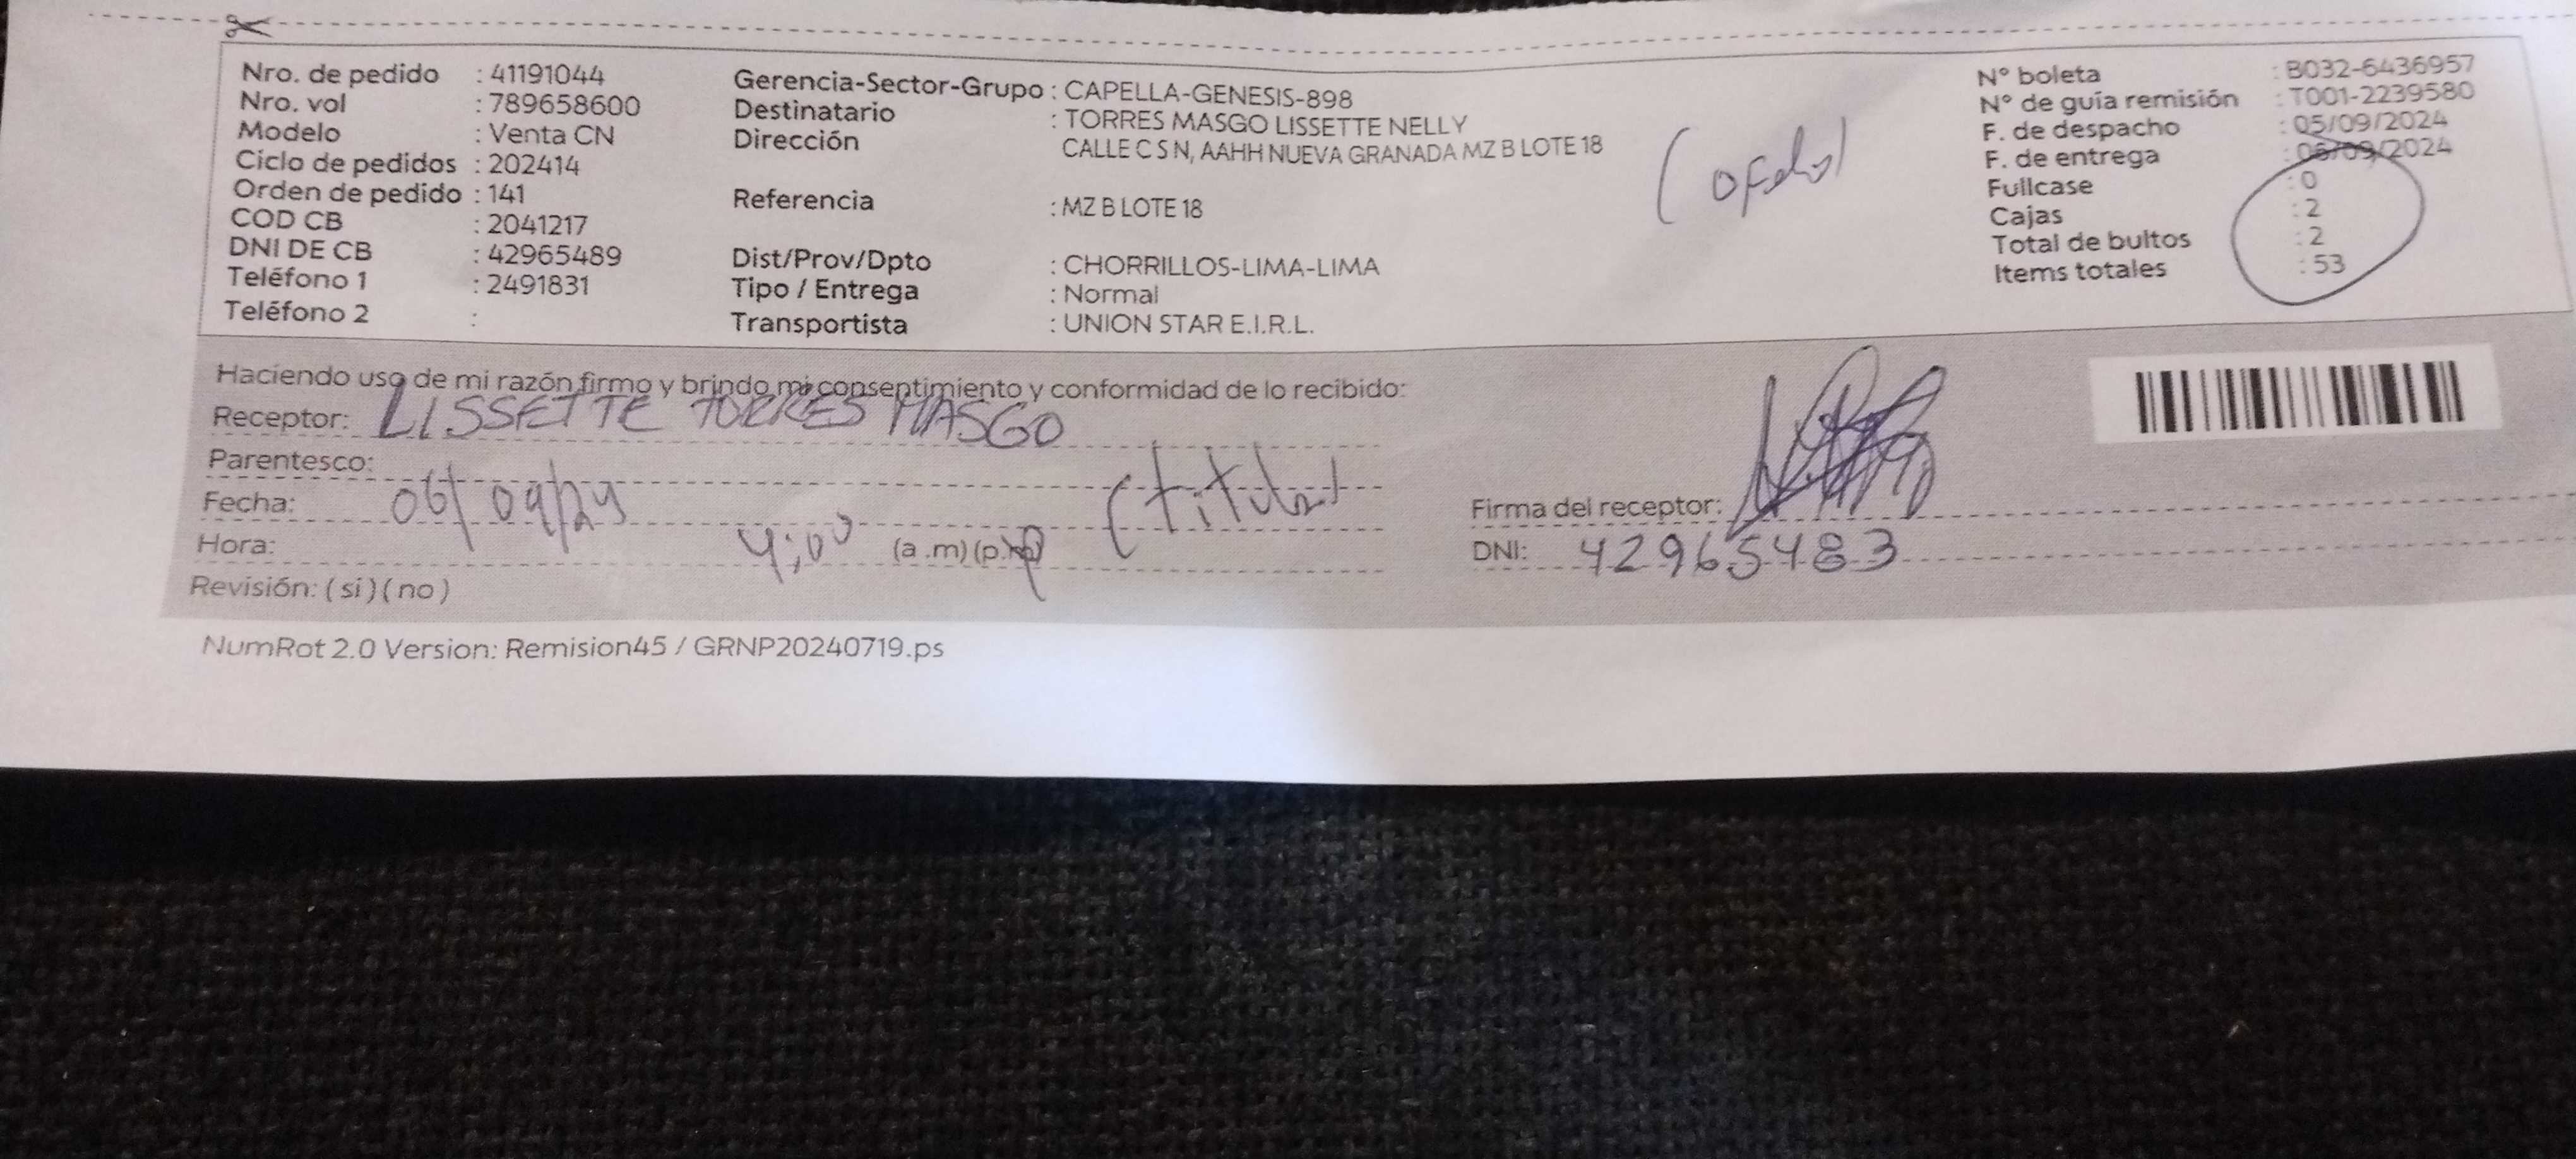 Nro. de pedido : 41191044
Nro. vol : 789658600
Modelo : Venta CN
Ciclo de pedidos : 202414
Orden de pedido : 141
COD CB : 2041217
DNI DE CB : 42965489
Teléfono 1 : 2491831
Teléfono 2 :
Gerencia-Sector-Grupo : CAPELLA-GENESIS-898
Destinatario : TORRES MASGO LISSETTE NELLY
Dirección CALLE C S N, AAHH NUEVA GRANADA MZ B LOTE 18
Referencia : MZ B LOTE 18
Dist/Prov/Dpto : CHORRILLOS-LIMA-LIMA
Tipo / Entrega : Normal
Transportista : UNION STAR E.I.R.L.
N° boleta : B032-6436957
N° de guía remisión : T001-2239580
F. de despacho : 05/09/2024
F. de entrega : 06/09/2024
Fullcase : 0
Cajas : 2
Total de bultos : 2
Items totales : 53
Haciendo uso de mi razón firmo y brindo mi consentimiento y conformidad de lo recibido:
Receptor: LISSETTE TORRES MASGO
Parentesco: (titular
Fecha: 06/09/24
Hora: 4:00 (a .m) (p.m)
Revisión: ( si ) ( no )
Firma del receptor:
DNI: 42965483
NumRot 2.0 Version: Remision45 / GRNP20240719.ps